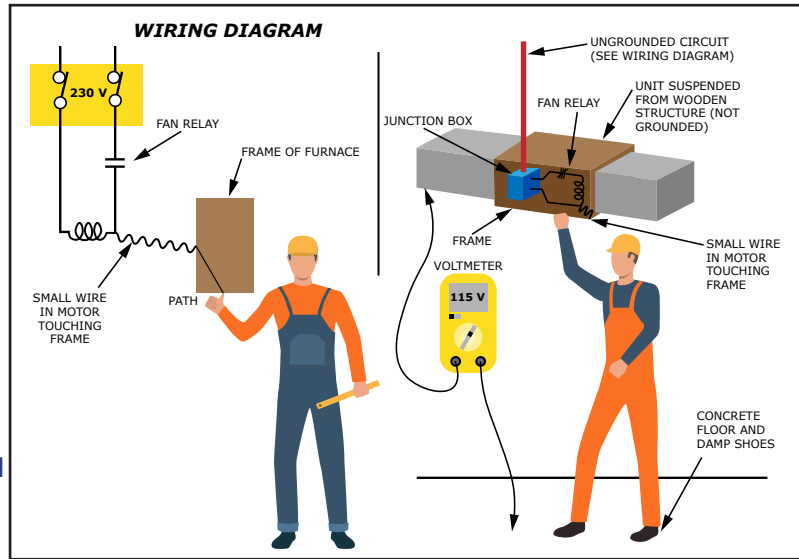 WIRING DIAGRAM
230 V
FAN RELAY
FRAME OF FURNACE
SMALL WIRE
IN MOTOR
TOUCHING
FRAME
PATH
UNGROUNDED CIRCUIT
(SEE WIRING DIAGRAM)
FAN RELAY
UNIT SUSPENDED
FROM WOODEN
STRUCTURE (NOT
GROUNDED)
JUNCTION BOX
FRAME
SMALL WIRE
IN MOTOR
TOUCHING
FRAME
VOLTMETER
115 V
CONCRETE
FLOOR AND
DAMP SHOES